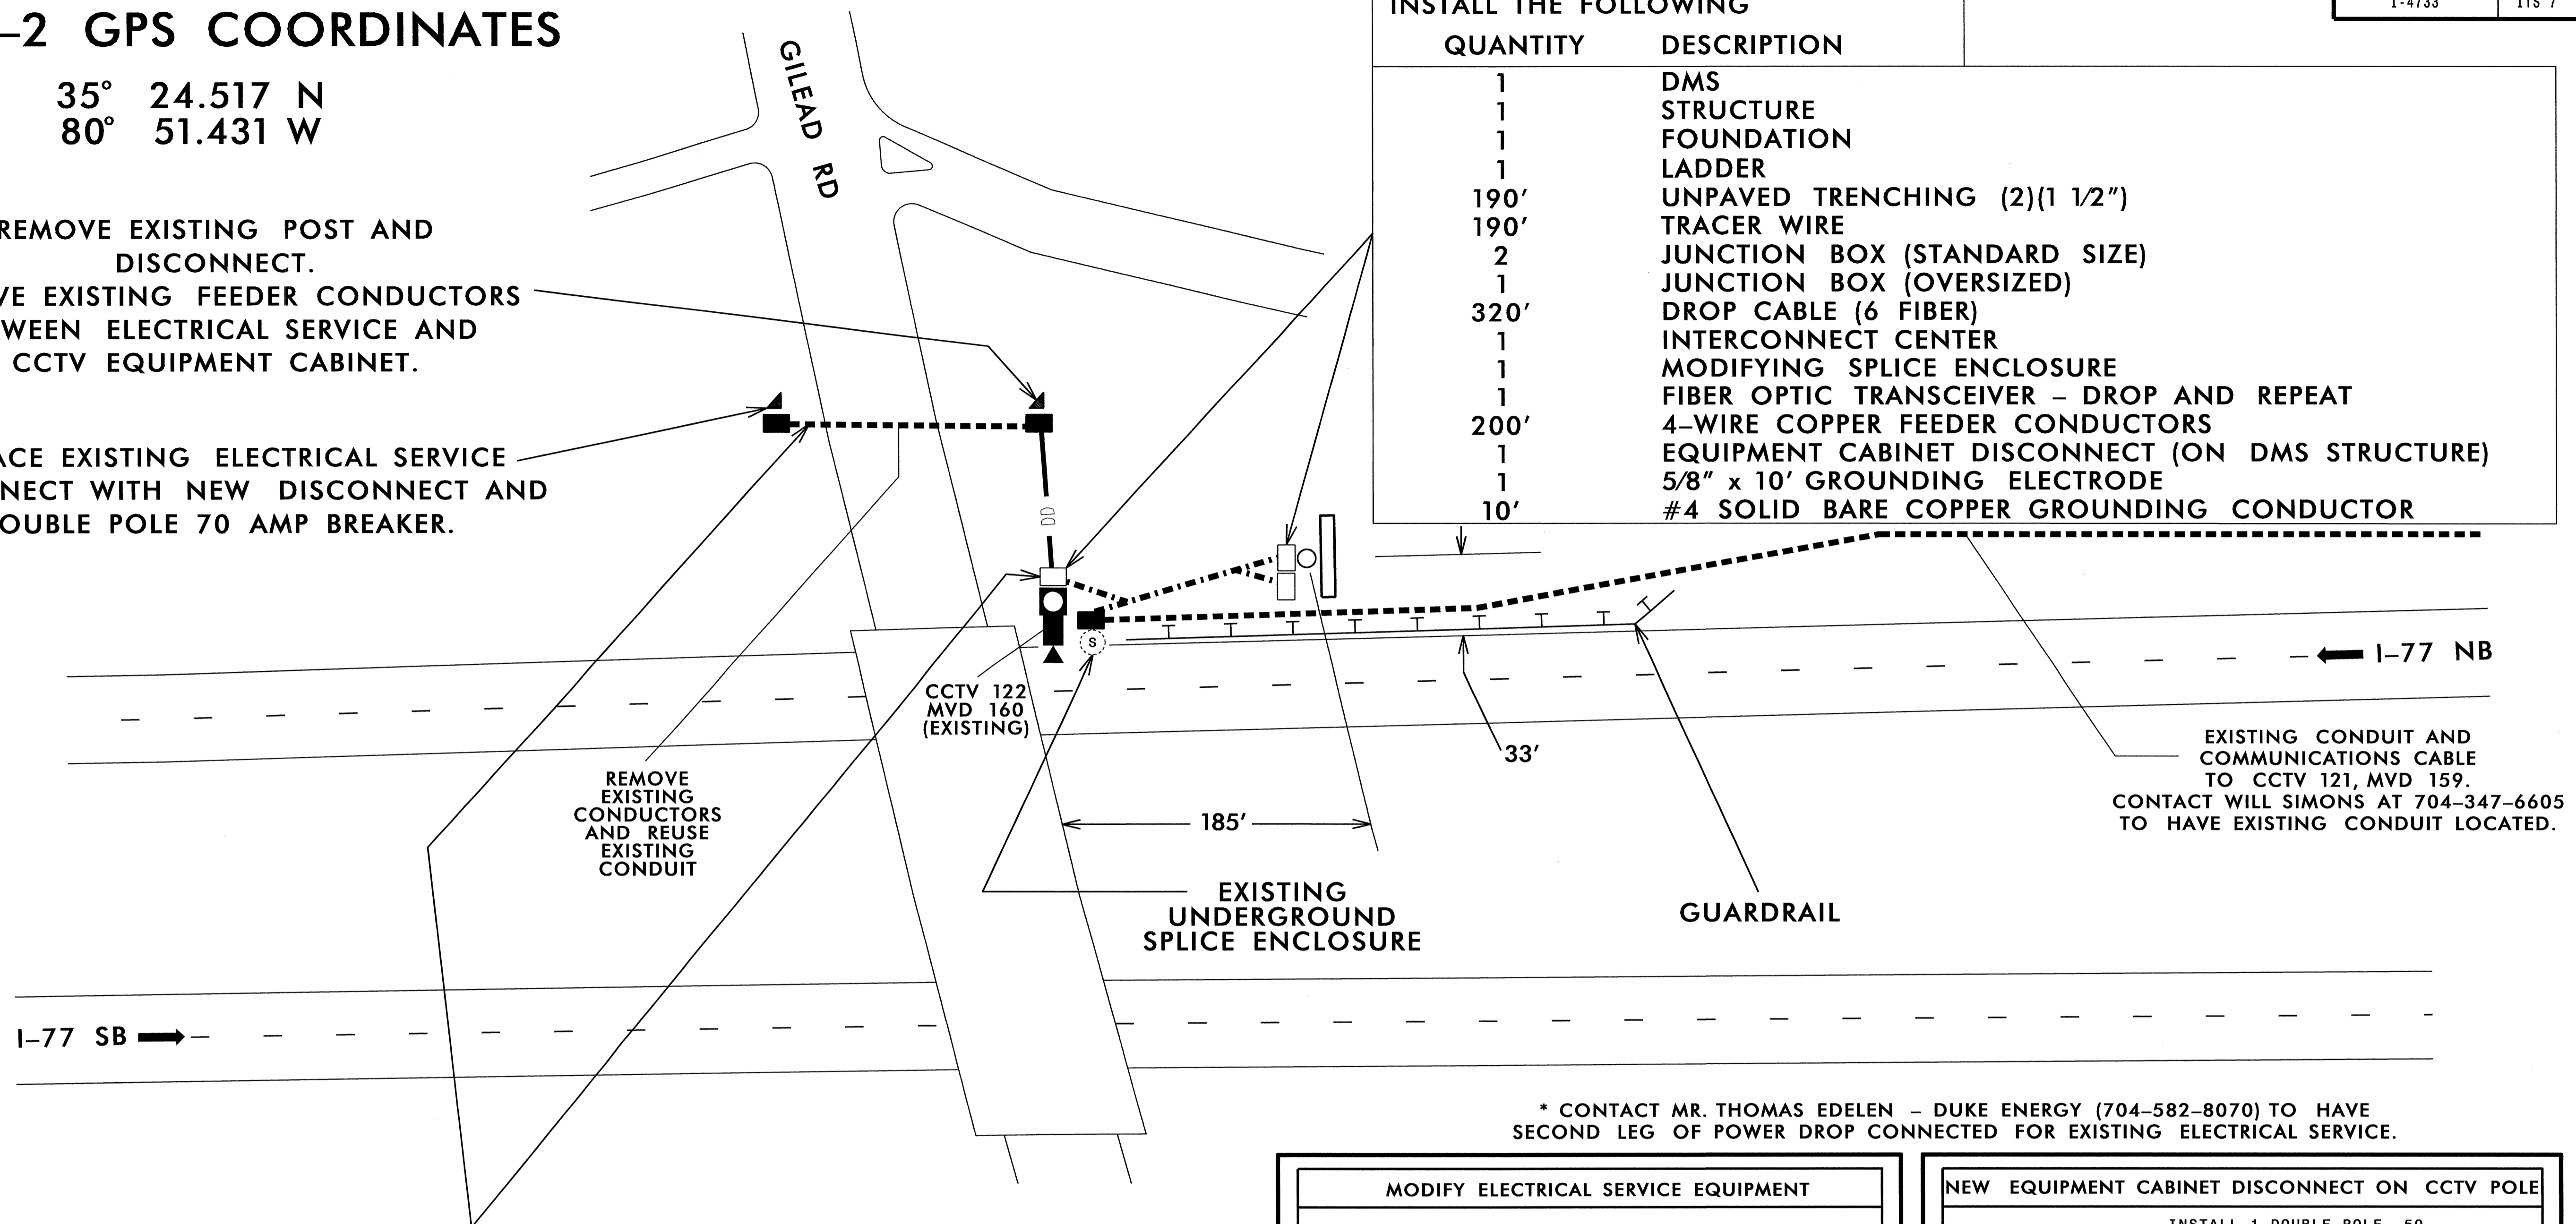 –2 GPS COORDINATES
35° 24.517 N
80° 51.431 W
REMOVE EXISTING POST AND
DISCONNECT.
VE EXISTING FEEDER CONDUCTORS
WEEN ELECTRICAL SERVICE AND
CCTV EQUIPMENT CABINET.
ACE EXISTING ELECTRICAL SERVICE
NNECT WITH NEW DISCONNECT AND
OUBLE POLE 70 AMP BREAKER.
GILEAD RD
INSTALL THE FOLLOWING
I-4733 ITS 7
QUANTITY DESCRIPTION
1 DMS
1 STRUCTURE
1 FOUNDATION
1 LADDER
190' UNPAVED TRENCHING (2)(1 1/2")
190' TRACER WIRE
2 JUNCTION BOX (STANDARD SIZE)
1 JUNCTION BOX (OVERSIZED)
320' DROP CABLE (6 FIBER)
1 INTERCONNECT CENTER
1 MODIFYING SPLICE ENCLOSURE
1 FIBER OPTIC TRANSCEIVER – DROP AND REPEAT
200' 4–WIRE COPPER FEEDER CONDUCTORS
1 EQUIPMENT CABINET DISCONNECT (ON DMS STRUCTURE)
1 5/8" x 10' GROUNDING ELECTRODE
10' #4 SOLID BARE COPPER GROUNDING CONDUCTOR
DD
S
I–77 NB
CCTV 122
MVD 160
(EXISTING)
33'
REMOVE
EXISTING
CONDUCTORS
AND REUSE
EXISTING
CONDUIT
185'
EXISTING CONDUIT AND
COMMUNICATIONS CABLE
TO CCTV 121, MVD 159.
CONTACT WILL SIMONS AT 704–347–6605
TO HAVE EXISTING CONDUIT LOCATED.
EXISTING
UNDERGROUND
SPLICE ENCLOSURE
GUARDRAIL
I–77 SB
* CONTACT MR. THOMAS EDELEN – DUKE ENERGY (704–582–8070) TO HAVE
SECOND LEG OF POWER DROP CONNECTED FOR EXISTING ELECTRICAL SERVICE.
MODIFY ELECTRICAL SERVICE EQUIPMENT
NEW EQUIPMENT CABINET DISCONNECT ON CCTV POLE
INSTALL 1 DOUBLE POLE, 50